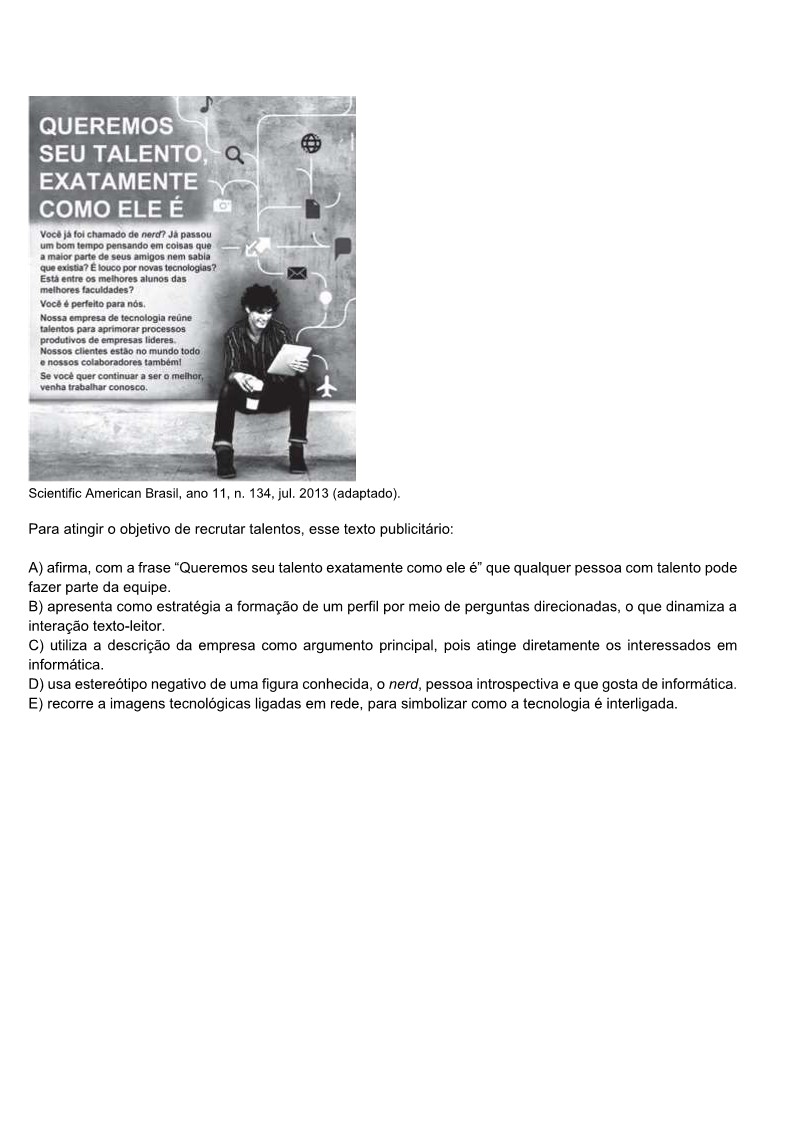 QUEREMOS
SEU TALENTO,
EXATAMENTE
COMO ELE É
Você já foi chamado de nerd? Já passou
um bom tempo pensando em coisas que
a maior parte de seus amigos nem sabia
que existia? É louco por novas tecnologias?
Está entre os melhores alunos das
melhores faculdades?
Você é perfeito para nós.
Nossa empresa de tecnologia reúne
talentos para aprimorar processos
produtivos de empresas líderes.
Nossos clientes estão no mundo todo
e nossos colaboradores também!
Se você quer continuar a ser o melhor,
venha trabalhar conosco.
Scientific American Brasil, ano 11, n. 134, jul. 2013 (adaptado).
Para atingir o objetivo de recrutar talentos, esse texto publicitário:
A) afirma, com a frase “Queremos seu talento exatamente como ele é” que qualquer pessoa com talento pode
fazer parte da equipe.
B) apresenta como estratégia a formação de um perfil por meio de perguntas direcionadas, o que dinamiza a
interação texto-leitor.
C) utiliza a descrição da empresa como argumento principal, pois atinge diretamente os interessados em
informática.
D) usa estereótipo negativo de uma figura conhecida, o nerd, pessoa introspectiva e que gosta de informática.
E) recorre a imagens tecnológicas ligadas em rede, para simbolizar como a tecnologia é interligada.